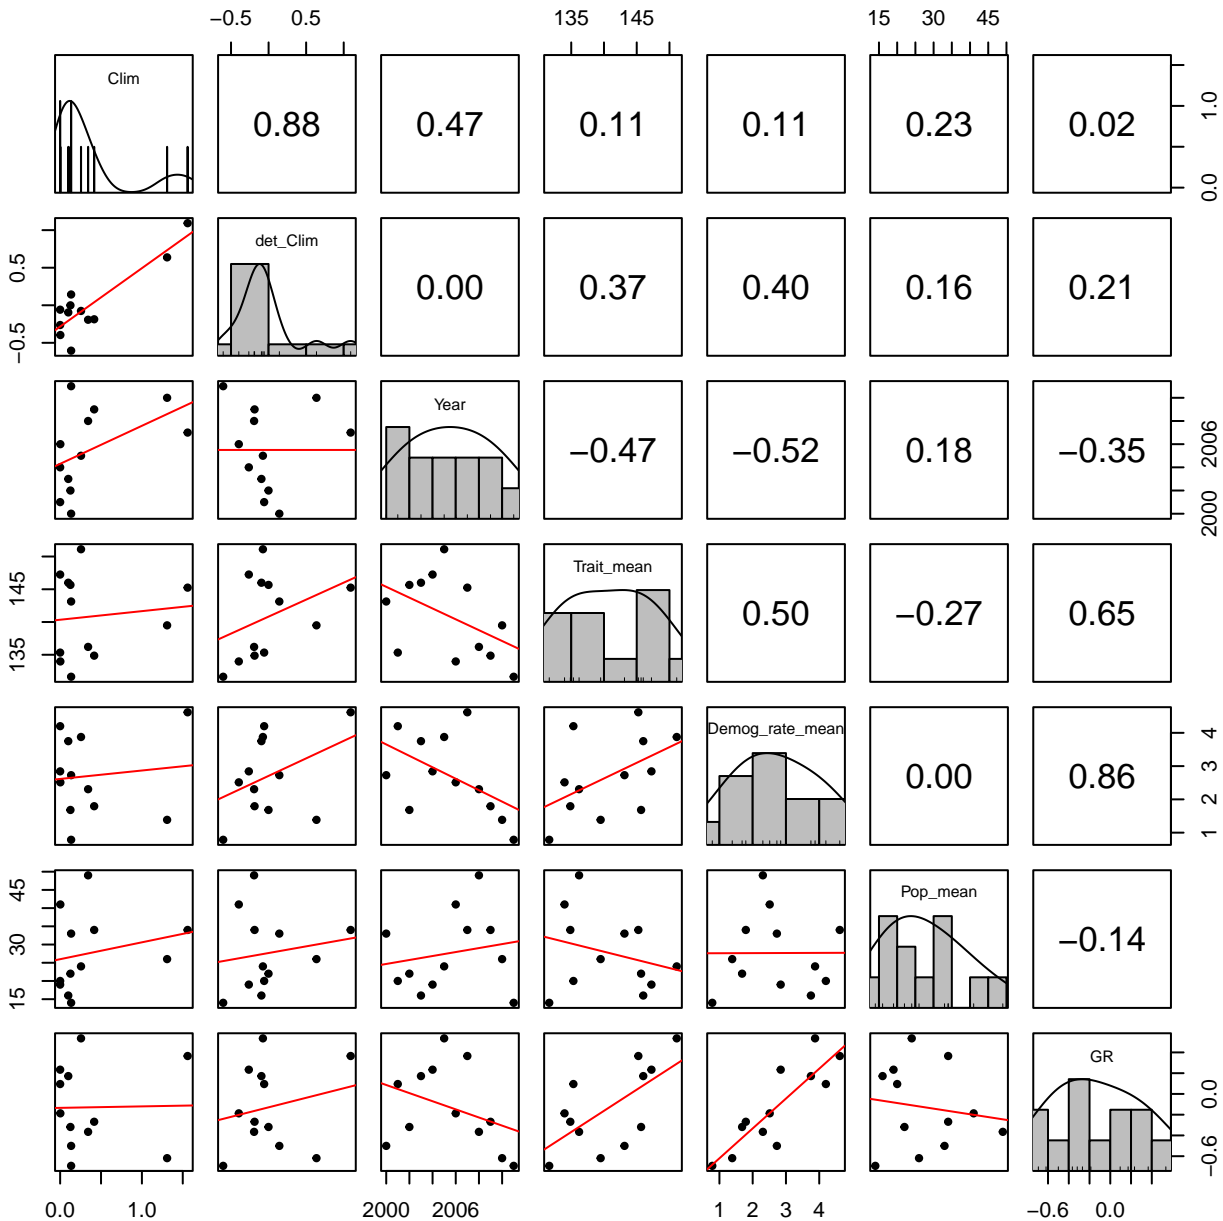 −0.5 0.5 135 145 15 30 45
Clim 0.88 0.47 0.11 0.11 0.23 0.02 0.0 1.0
−0.5 0.5 det_Clim 0.00 0.37 0.40 0.16 0.21
Year −0.47 −0.52 0.18 −0.35 2000 2006
135 145 Trait_mean 0.50 −0.27 0.65
Demog_rate_mean 0.00 0.86 1 2 3 4
15 30 45 Pop_mean −0.14
GR −0.6 0.0
0.0 1.0 2000 2006 1 2 3 4 −0.6 0.0